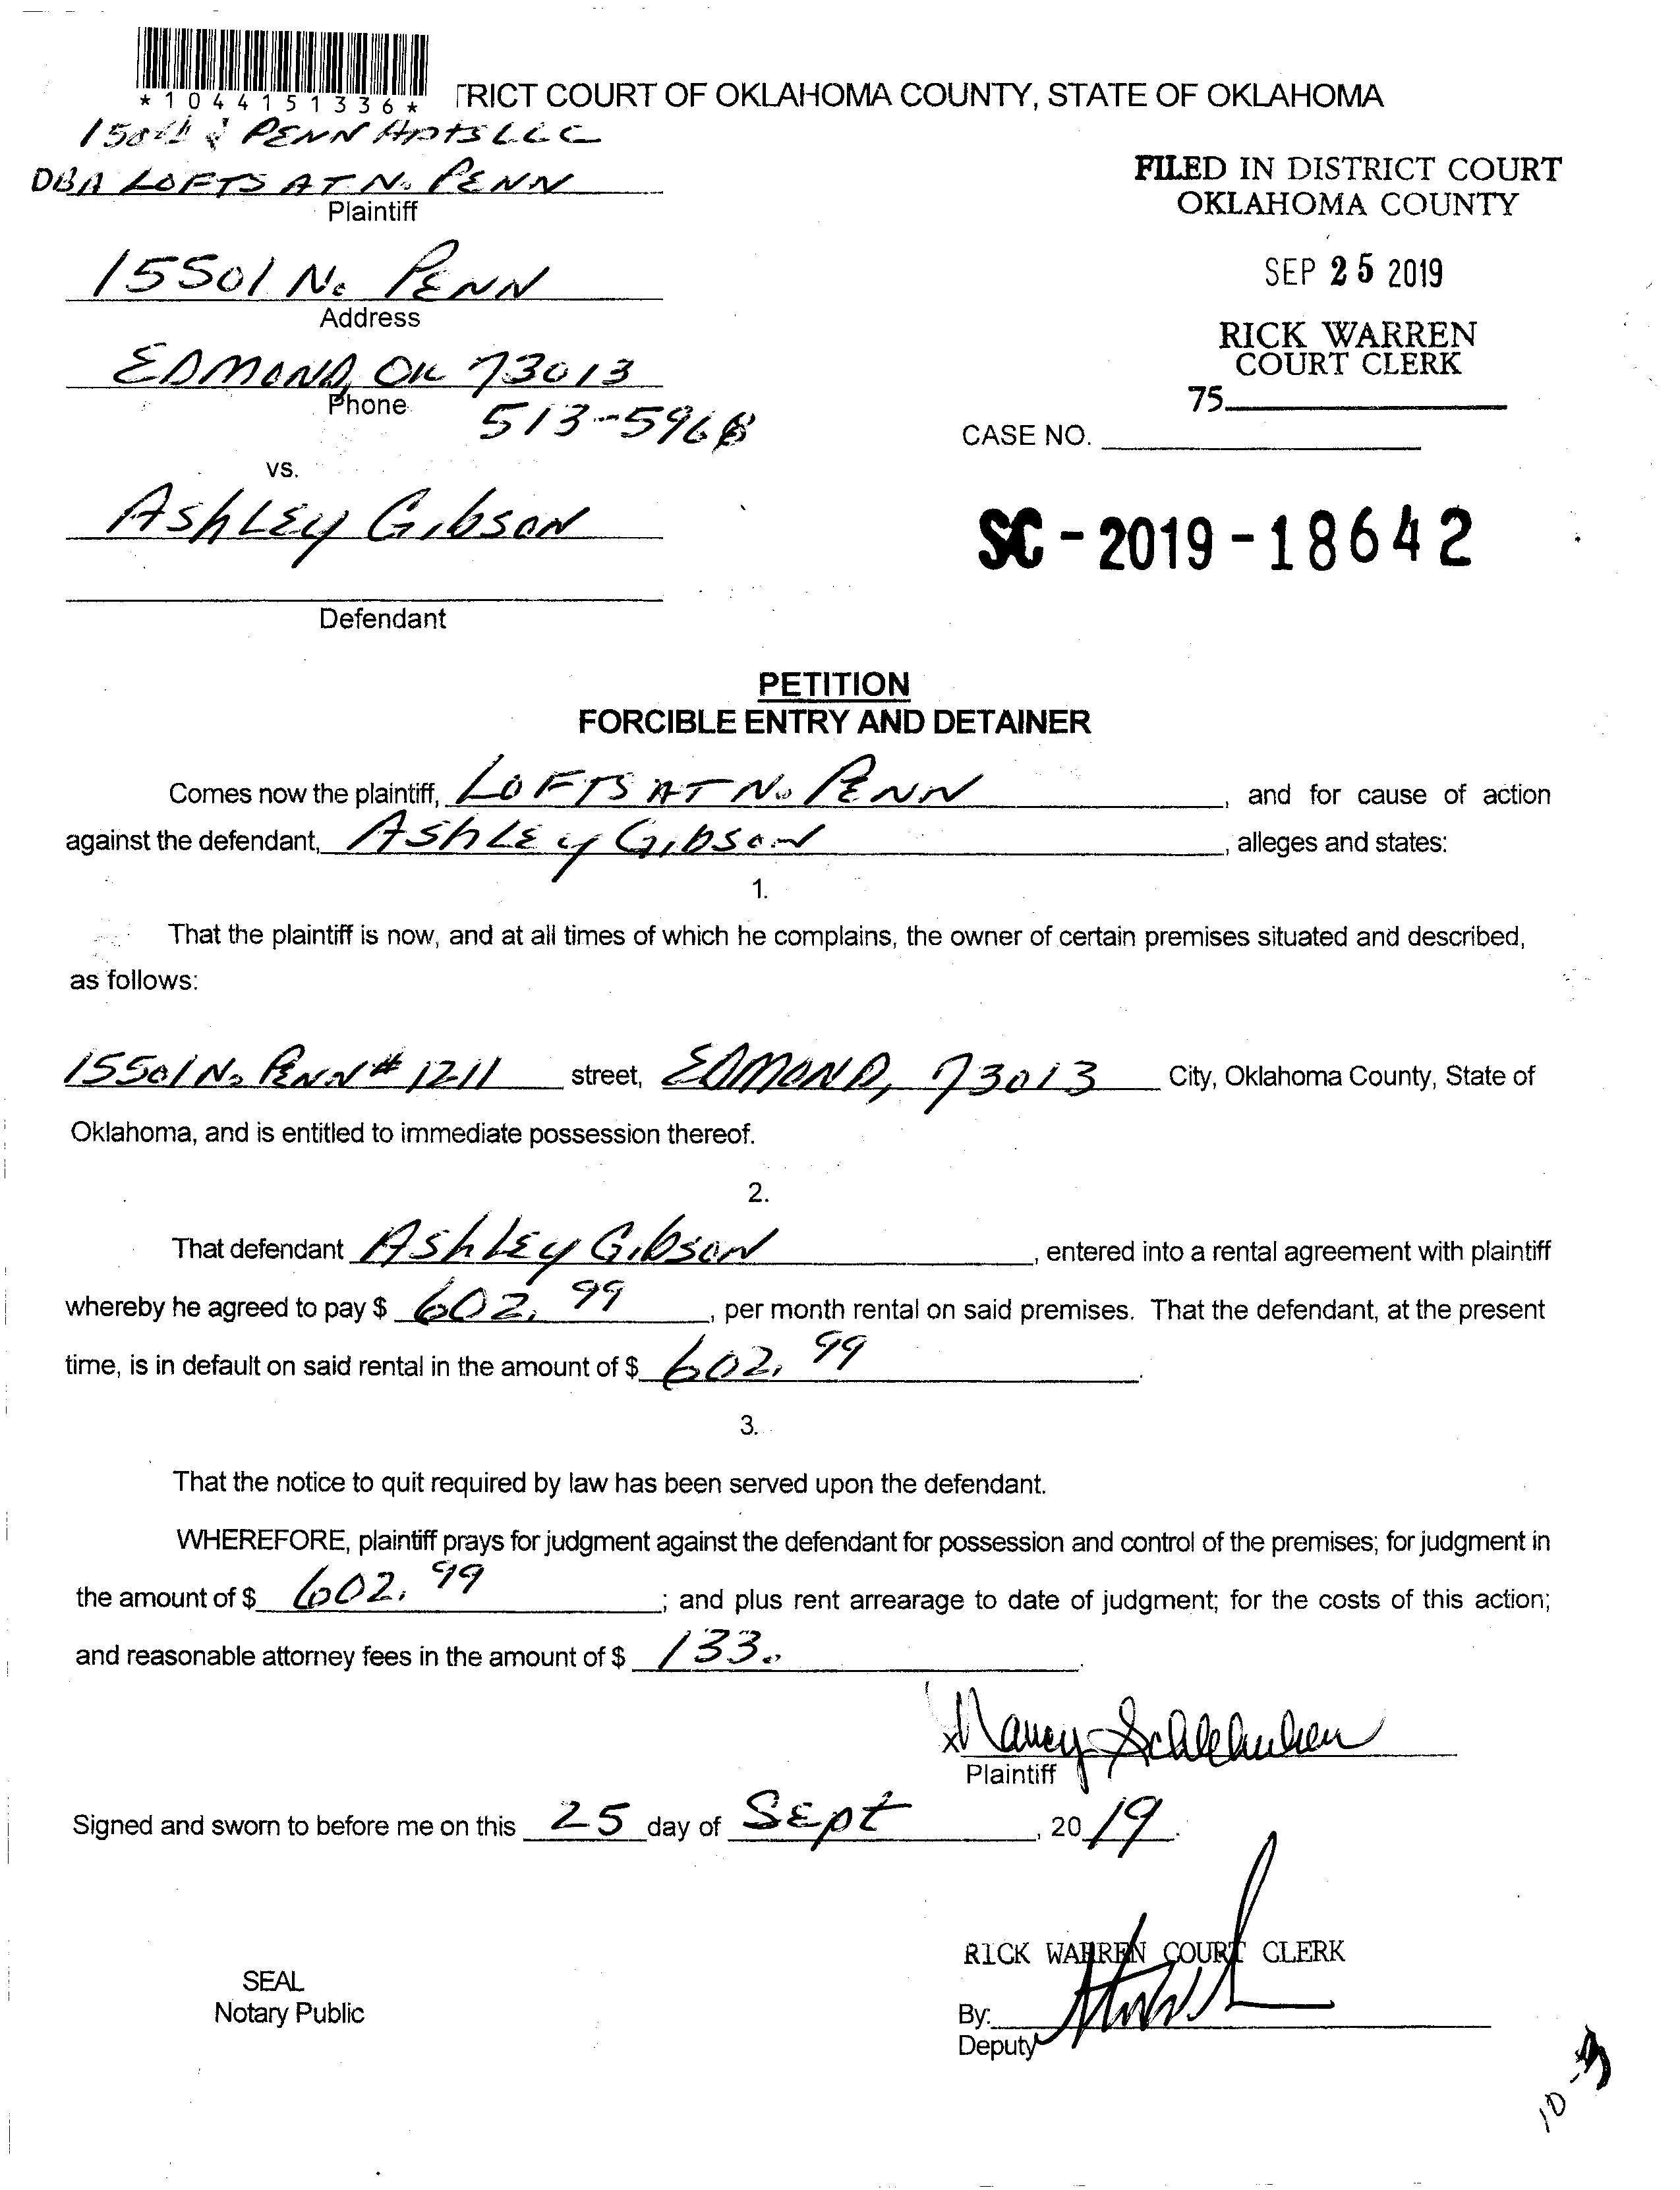 *1044151336*
TRICT COURT OF OKLAHOMA COUNTY, STATE OF OKLAHOMA
PENN Apts LLC
DBA LOFTS AT No PENN
Plaintiff
FILED IN DISTRICT COURT
OKLAHOMA COUNTY
SEP 25 2019
RICK WARREN
COURT CLERK
75
15501 No PENN
Address
EDMOND, OK 73013
Phone
513-596
CASE NO.
vs.
AshLEy GibsoN
SC-2019-18642
Defendant
PETITION
FORCIBLE ENTRY AND DETAINER
Comes now the plaintiff, LOFTS AT No PENN, and for cause of action
against the defendant, AshLEy Gibson, alleges and states:
1.
That the plaintiff is now, and at all times of which he complains, the owner of certain premises situated and described,
as follows:
15501 No PENN # 1211 street, EDMOND, 73013 City, Oklahoma County, State of
Oklahoma, and is entitled to immediate possession thereof.
2.
That defendant AshLEy GibsoN, entered into a rental agreement with plaintiff
whereby he agreed to pay $ 602.99, per month rental on said premises. That the defendant, at the present
time, is in default on said rental in the amount of $ 602.99.
3.
That the notice to quit required by law has been served upon the defendant.
WHEREFORE, plaintiff prays for judgment against the defendant for possession and control of the premises; for judgment in
the amount of $ 602.99; and plus rent arrearage to date of judgment; for the costs of this action;
and reasonable attorney fees in the amount of $ 133..
x Nancy
Plaintiff
Signed and sworn to before me on this 25 day of SEpt, 2019.
RICK WARREN COURT CLERK
SEAL
Notary Public
By:
Deputy